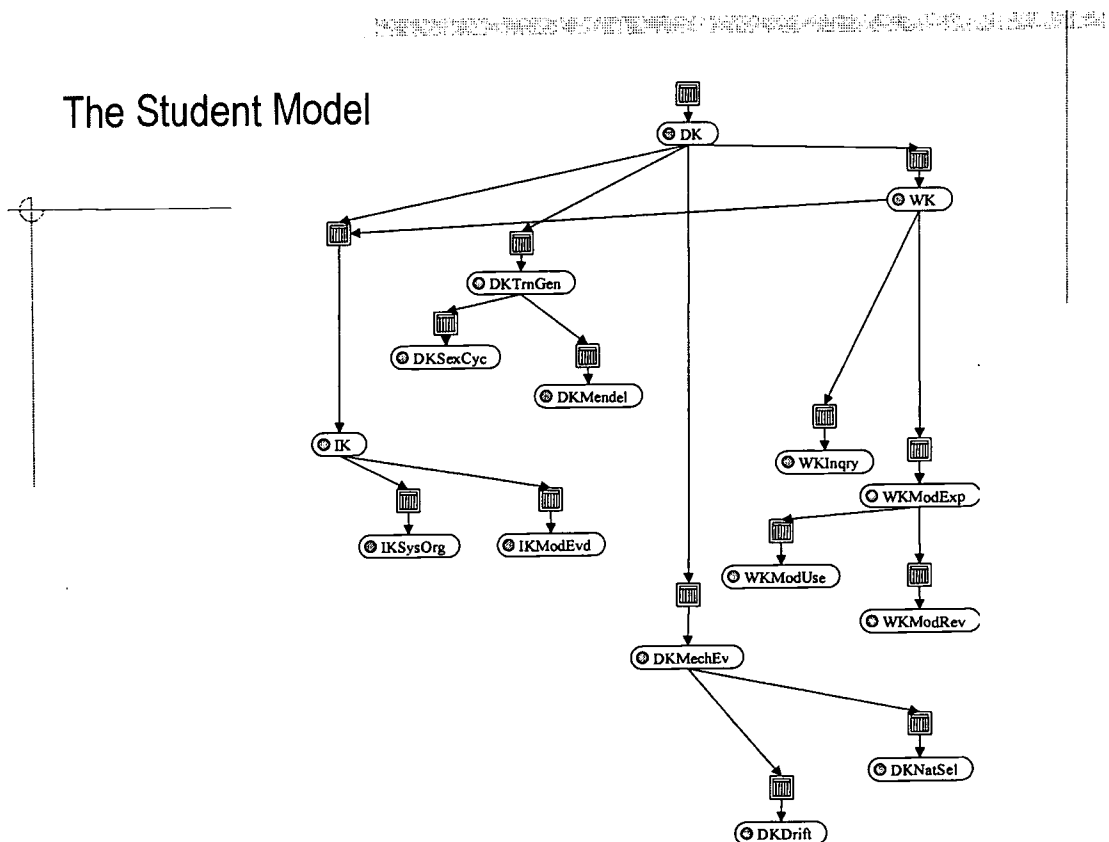 The Student Model
DK
WK
DKTrnGen
DKSexCyc
DKMendel
IK
WKInqry
WKModExp
IKSysOrg
IKModEvd
WKModUse
WKModRev
DKMechEv
DKNatSel
DKDrift